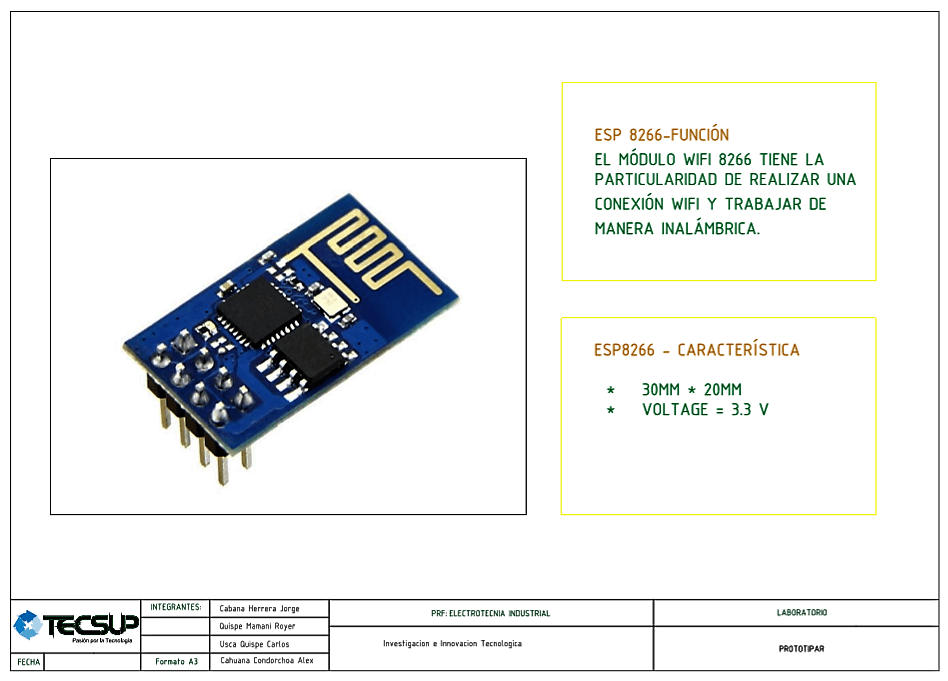 ESP 8266-FUNCIÓN
EL MÓDULO WIFI 8266 TIENE LA
PARTICULARIDAD DE REALIZAR UNA
CONEXIÓN WIFI Y TRABAJAR DE
MANERA INALÁMBRICA.
ESP8266 - CARACTERÍSTICA
* 30MM * 20MM
* VOLTAGE = 3.3 V
TECSUP
Pasión por la Tecnología
FECHA
INTEGRANTES:
Formato A3
Cabana Herrera Jorge
Quispe Mamani Royer
Usca Quispe Carlos
Cahuana Condorchoa Alex
PRF: ELECTROTECNIA INDUSTRIAL
Investigacion e Innovacion Tecnologica
LABORATORIO
PROTOTIPAR